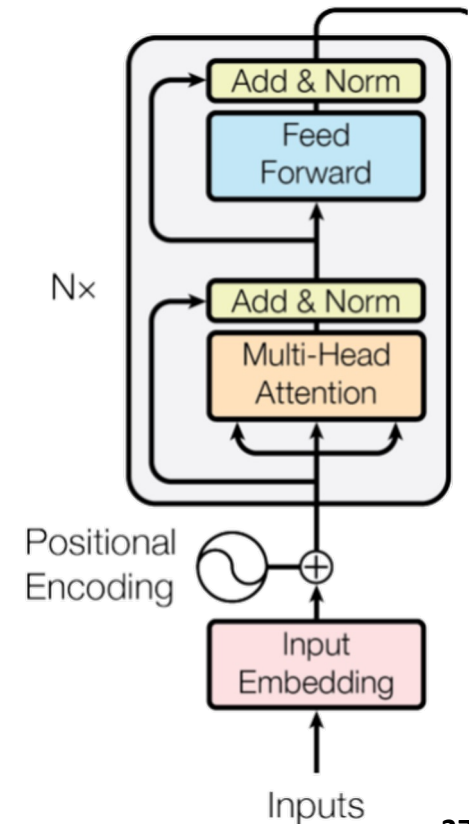 Add & Norm
Feed
Forward
Nx
Add & Norm
Multi-Head
Attention
Positional
Encoding
Input
Embedding
Inputs